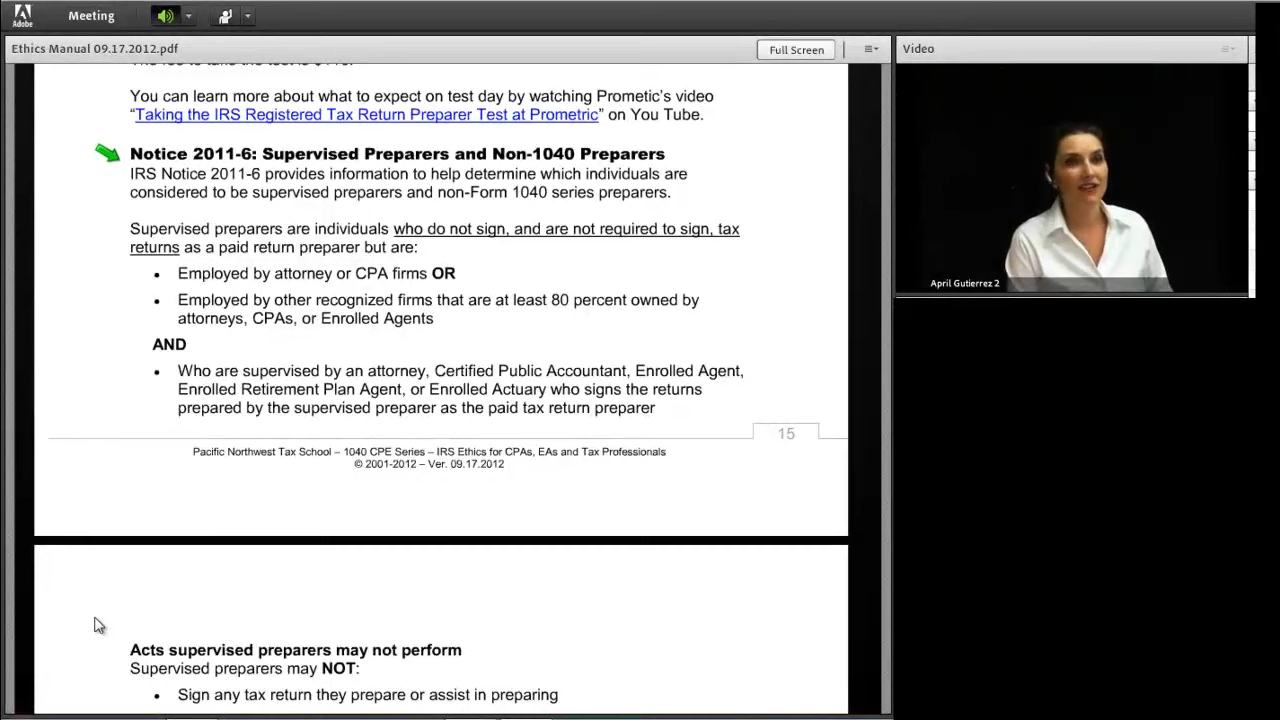 Adobe
Meeting
Ethics Manual 09.17.2012.pdf
Full Screen
Video
You can learn more about what to expect on test day by watching Prometic's video
“Taking the IRS Registered Tax Return Preparer Test at Prometric” on You Tube.
Notice 2011-6: Supervised Preparers and Non-1040 Preparers
IRS Notice 2011-6 provides information to help determine which individuals are
considered to be supervised preparers and non-Form 1040 series preparers.
Supervised preparers are individuals who do not sign, and are not required to sign, tax
returns as a paid return preparer but are:
• Employed by attorney or CPA firms OR
• Employed by other recognized firms that are at least 80 percent owned by
attorneys, CPAs, or Enrolled Agents
AND
• Who are supervised by an attorney, Certified Public Accountant, Enrolled Agent,
Enrolled Retirement Plan Agent, or Enrolled Actuary who signs the returns
prepared by the supervised preparer as the paid tax return preparer
15
Pacific Northwest Tax School – 1040 CPE Series – IRS Ethics for CPAs, EAs and Tax Professionals
© 2001-2012 – Ver. 09.17.2012
Acts supervised preparers may not perform
Supervised preparers may NOT:
• Sign any tax return they prepare or assist in preparing
April Gutierrez 2